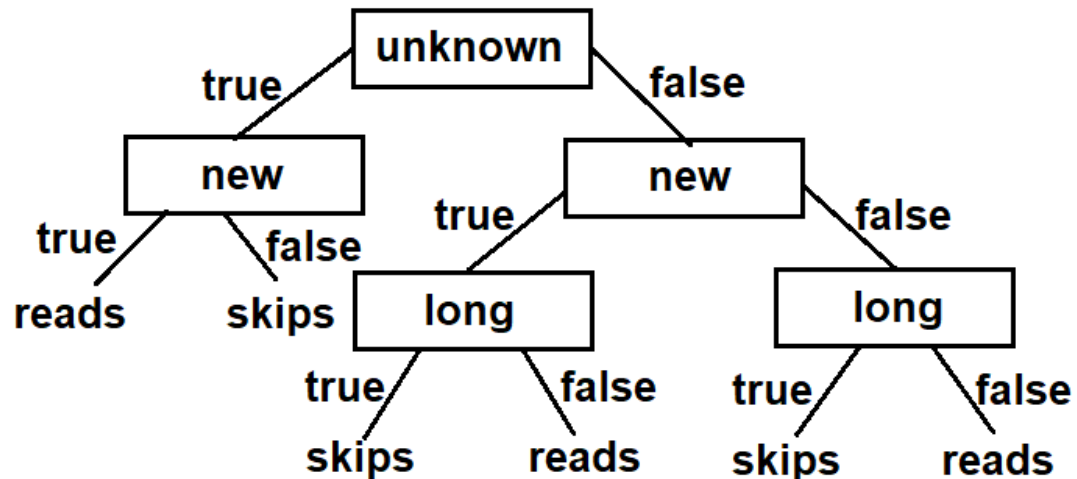 unknown
true
false
new
new
true
false
true
false
reads
skips
long
long
true
false
true
false
skips
reads
skips
reads